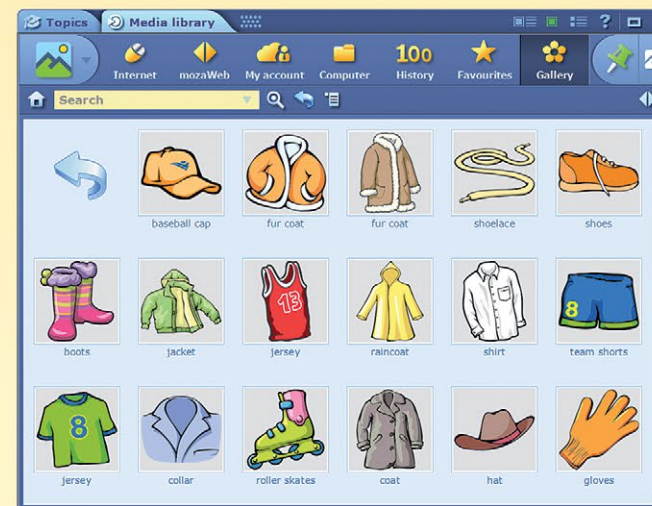 Topics
Media library
?
Internet
mozaWeb
My account
Computer
100
History
Favourites
Gallery
Search
baseball cap
fur coat
fur coat
shoelace
shoes
boots
jacket
13
jersey
raincoat
shirt
8
team shorts
8
jersey
collar
roller skates
coat
hat
gloves